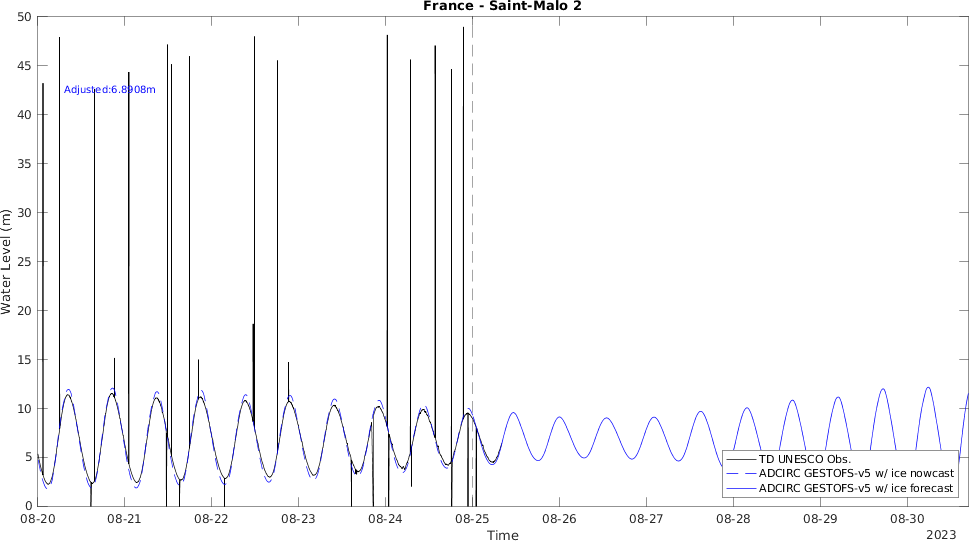 France - Saint-Malo 2
50
45
40
35
30
25
20
15
10
5
0
Water Level (m)
Adjusted:6.8908m
TD UNESCO Obs.
ADCIRC GESTOFS-v5 w/ ice nowcast
ADCIRC GESTOFS-v5 w/ ice forecast
08-20 08-21 08-22 08-23 08-24 08-25 08-26 08-27 08-28 08-29 08-30
Time
2023